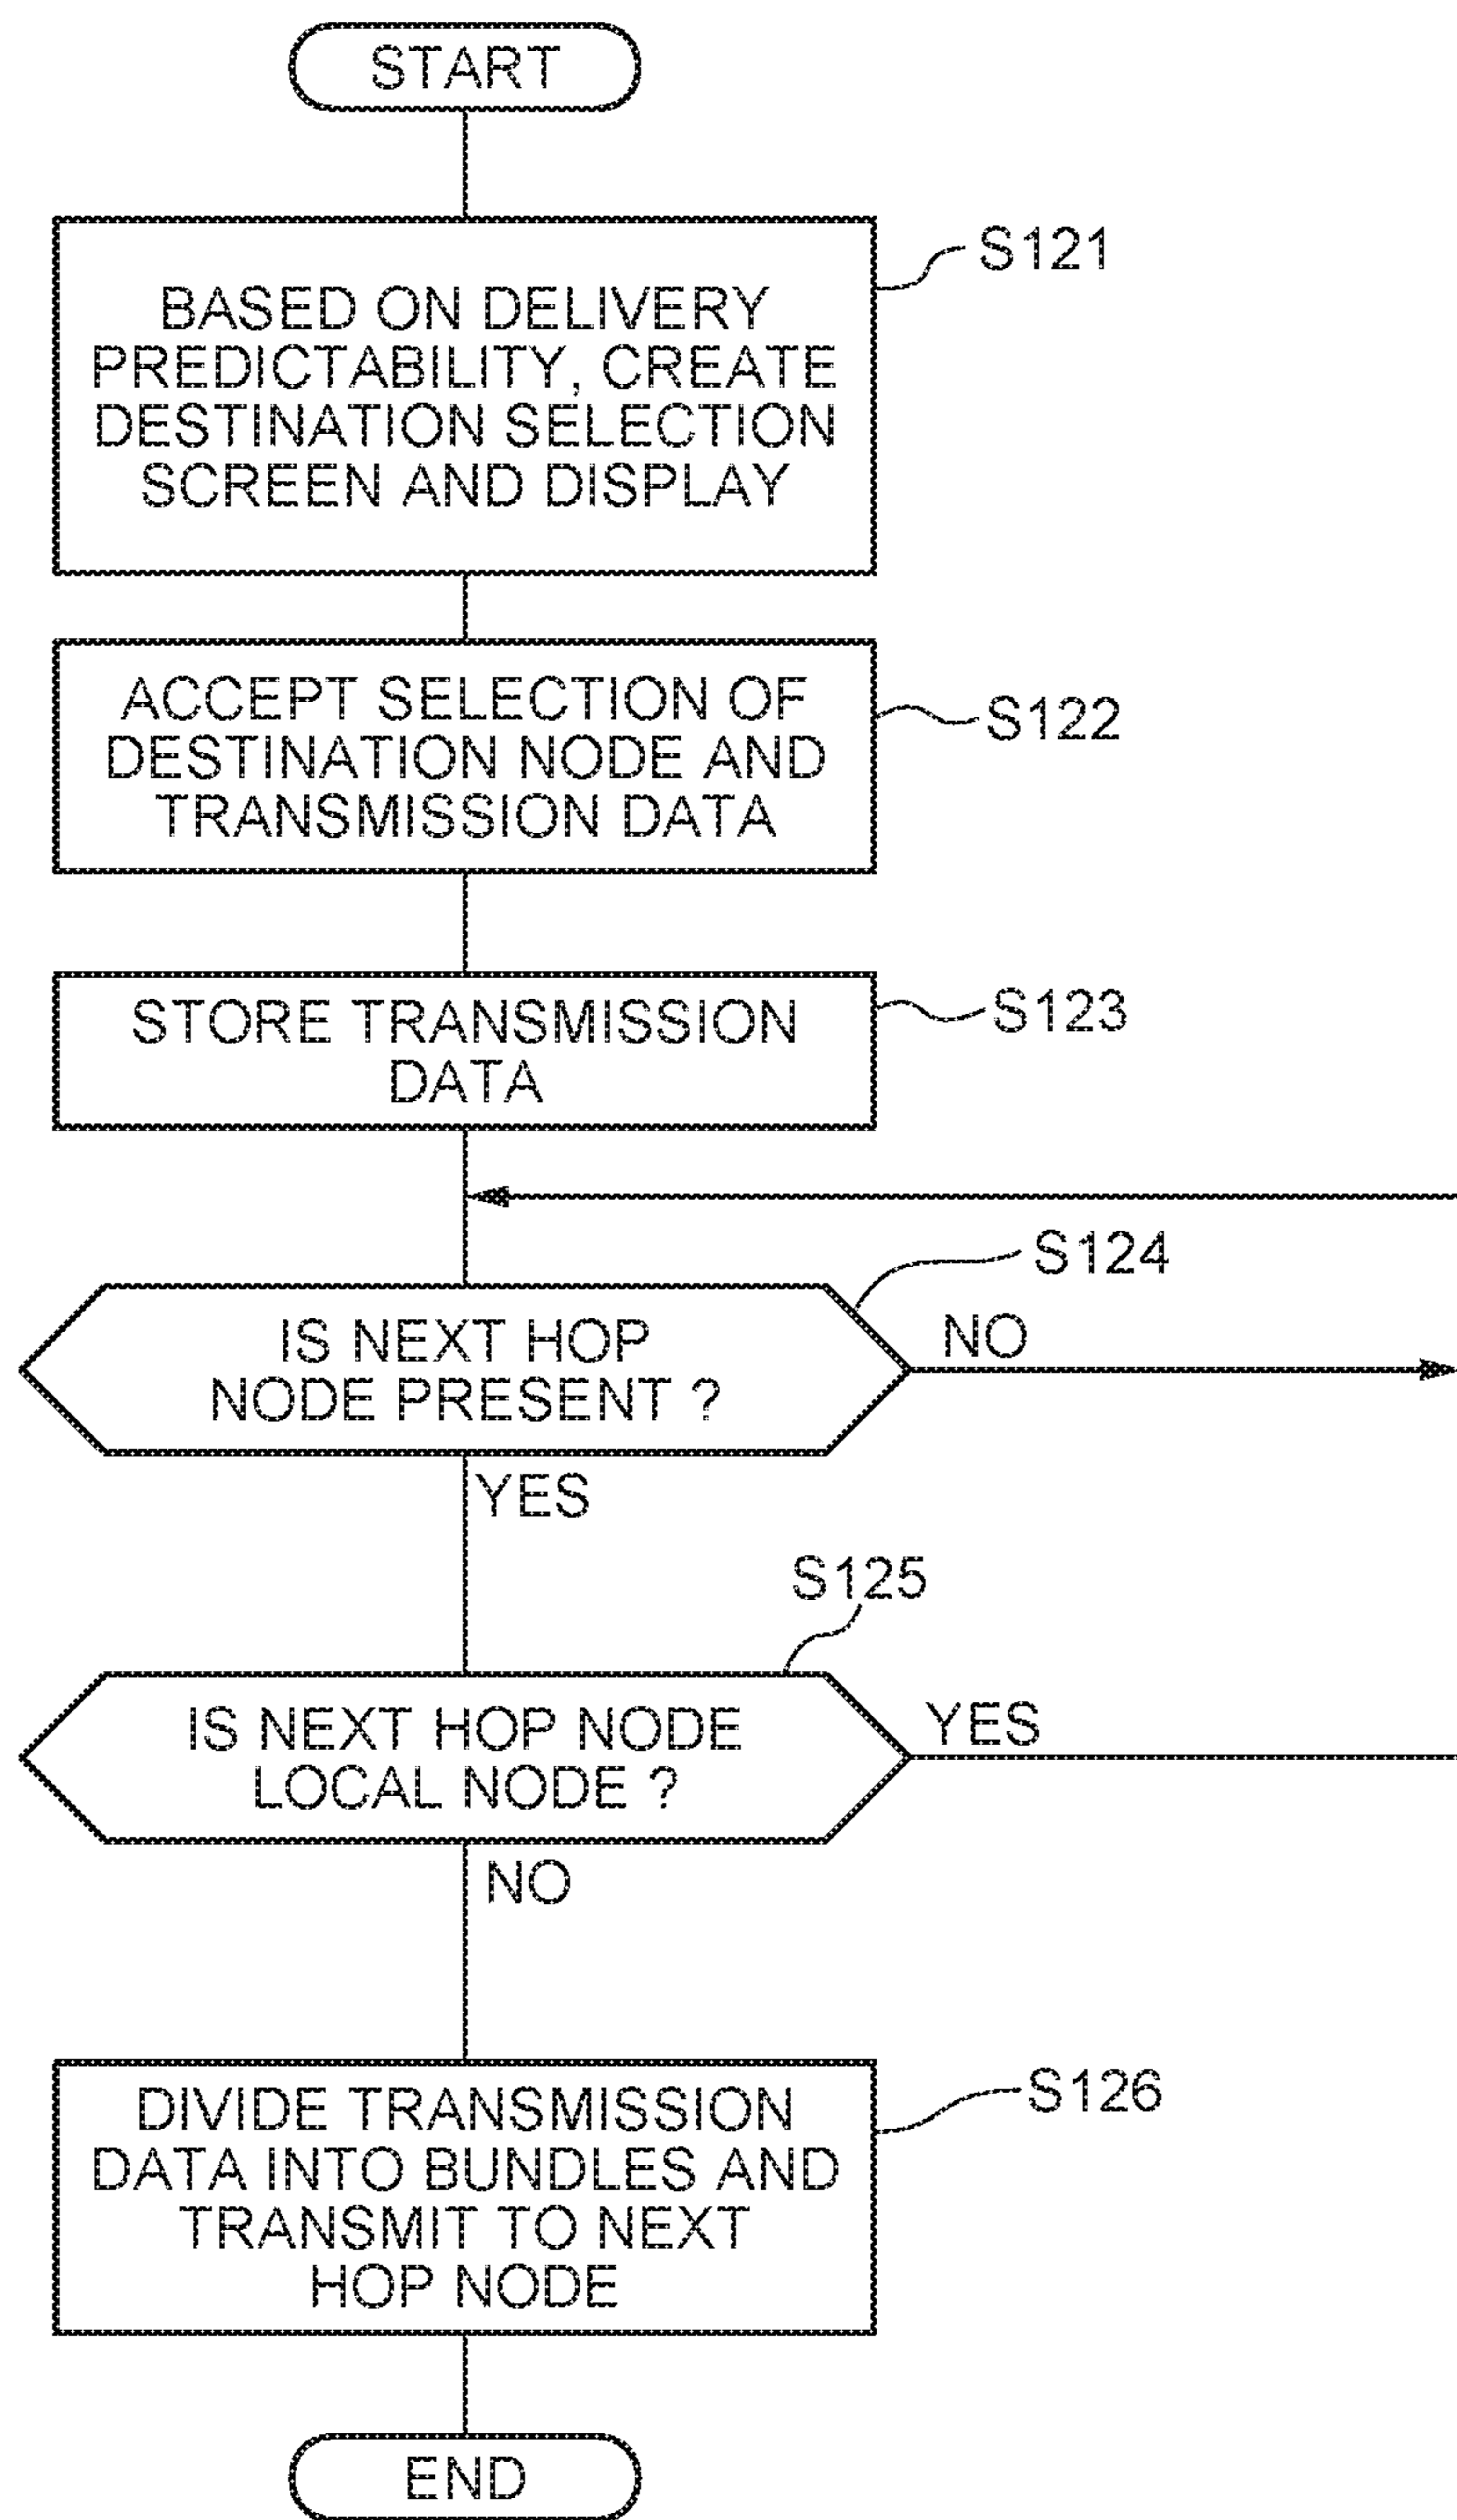 START
S121
BASED ON DELIVERY
PREDICTABILITY, CREATE
DESTINATION SELECTION
SCREEN AND DISPLAY
ACCEPT SELECTION OF
DESTINATION NODE AND
TRANSMISSION DATA
S122
STORE TRANSMISSION
DATA
S123
S124
IS NEXT HOP
NODE PRESENT ?
NO
YES
S125
IS NEXT HOP NODE
LOCAL NODE ?
YES
NO
DIVIDE TRANSMISSION
DATA INTO BUNDLES AND
TRANSMIT TO NEXT
HOP NODE
S126
END